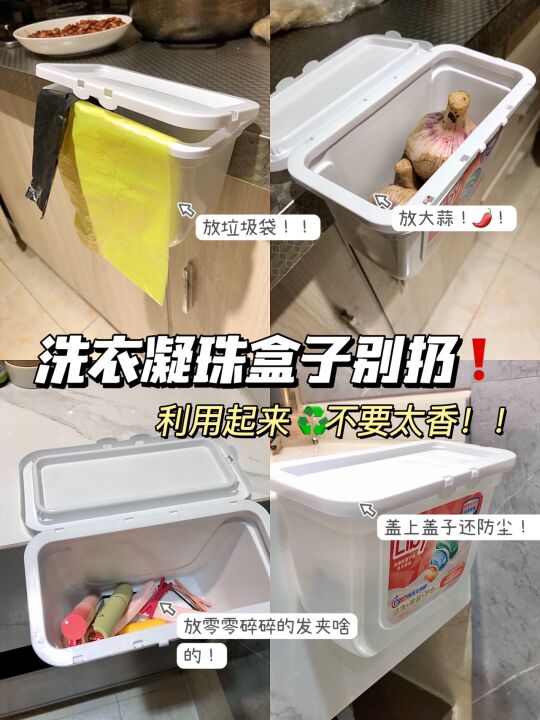 放垃圾袋！！
放大蒜！🌶️！
洗衣凝珠盒子别扔❗
利用起来♻️不要太香！！
盖上盖子还防尘！
放零零碎碎的发夹啥
的！